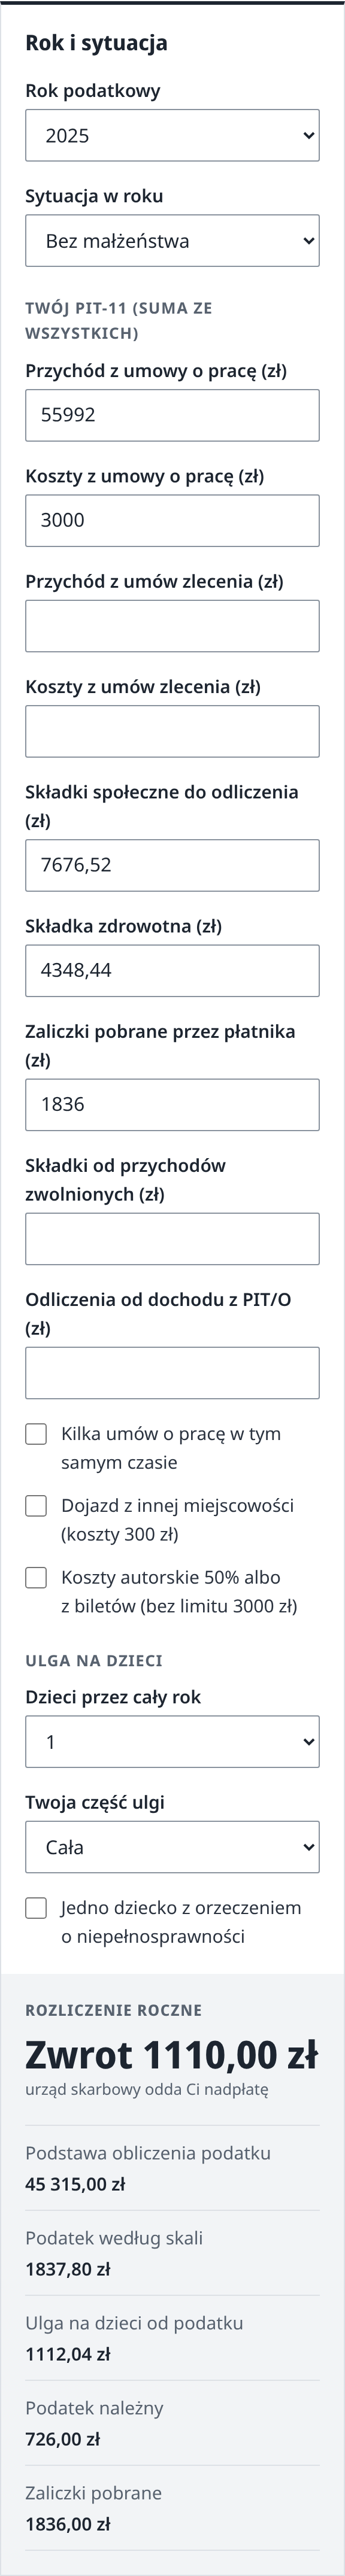 Rok i sytuacja
Rok podatkowy
2025
Sytuacja w roku
Bez małżeństwa
TWÓJ PIT-11 (SUMA ZE
WSZYSTKICH)
Przychód z umowy o pracę (zł)
55992
Koszty z umowy o pracę (zł)
3000
Przychód z umów zlecenia (zł)
Koszty z umów zlecenia (zł)
Składki społeczne do odliczenia
(zł)
7676,52
Składka zdrowotna (zł)
4348,44
Zaliczki pobrane przez płatnika
(zł)
1836
Składki od przychodów
zwolnionych (zł)
Odliczenia od dochodu z PIT/O
(zł)
Kilka umów o pracę w tym
samym czasie
Dojazd z innej miejscowości
(koszty 300 zł)
Koszty autorskie 50% albo
z biletów (bez limitu 3000 zł)
ULGA NA DZIECI
Dzieci przez cały rok
1
Twoja część ulgi
Cała
Jedno dziecko z orzeczeniem
o niepełnosprawności
ROZLICZENIE ROCZNE
Zwrot 1110,00 zł
urząd skarbowy odda Ci nadpłatę
Podstawa obliczenia podatku
45 315,00 zł
Podatek według skali
1837,80 zł
Ulga na dzieci od podatku
1112,04 zł
Podatek należny
726,00 zł
Zaliczki pobrane
1836,00 zł